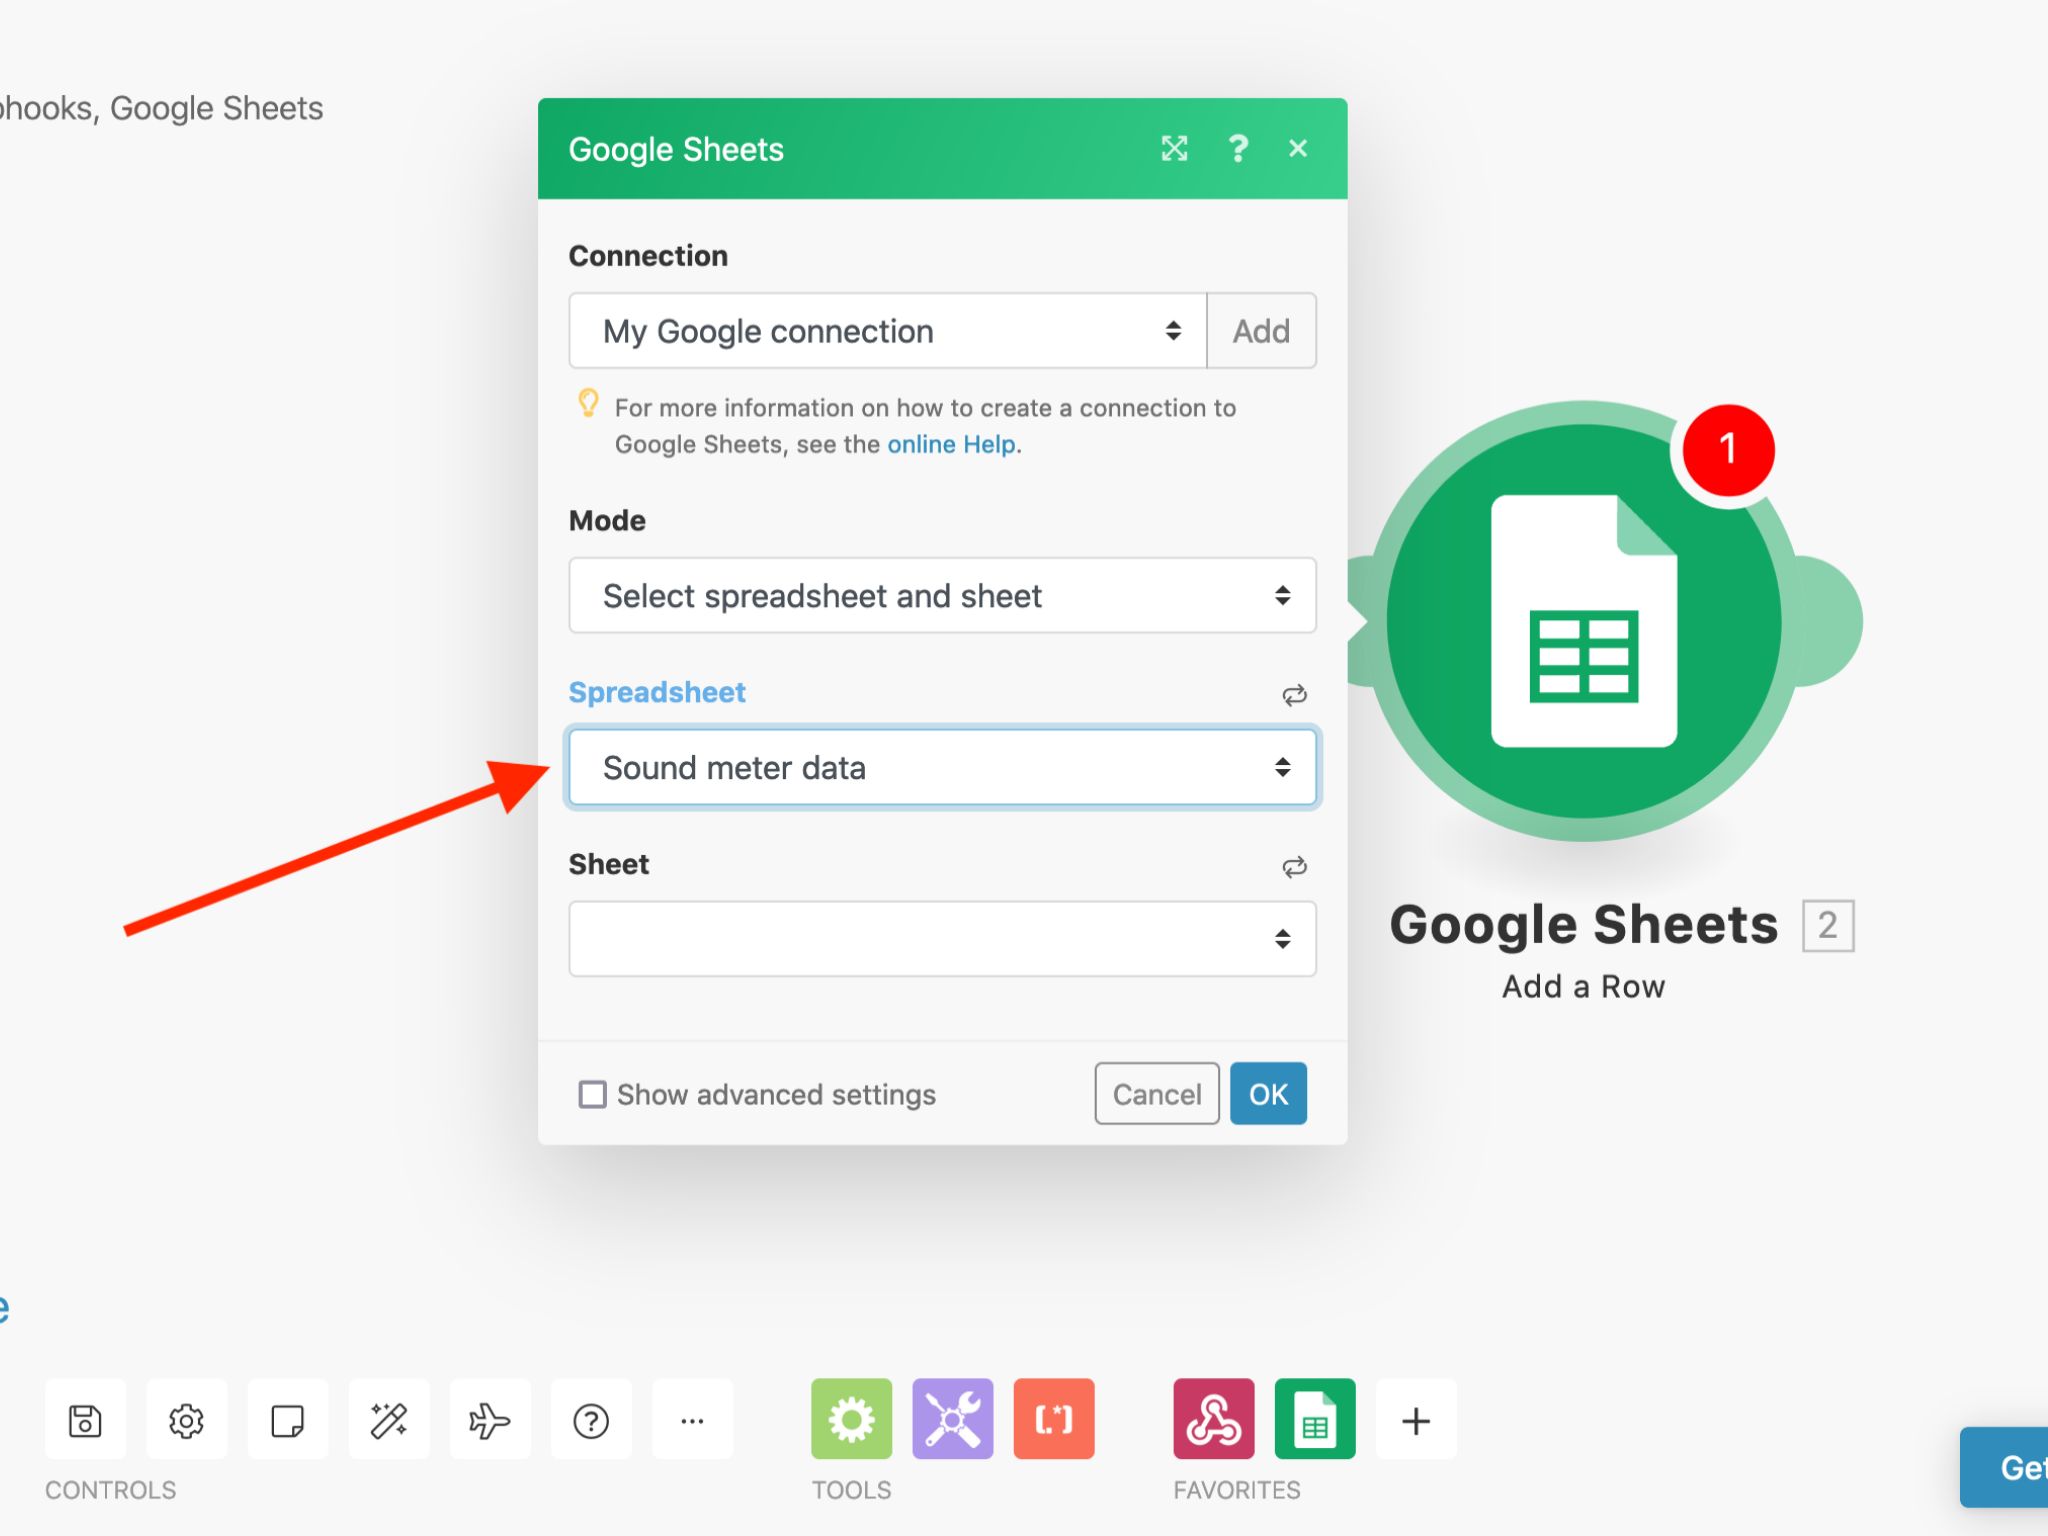 Google Sheets
Google Sheets
Connection
My Google connection
Add
For more information on how to create a connection to
Google Sheets, see the online Help.
Mode
Select spreadsheet and sheet
Spreadsheet
Sound meter data
Sheet
Show advanced settings
Cancel
OK
1
Google Sheets
2
Add a Row
CONTROLS
TOOLS
FAVORITES